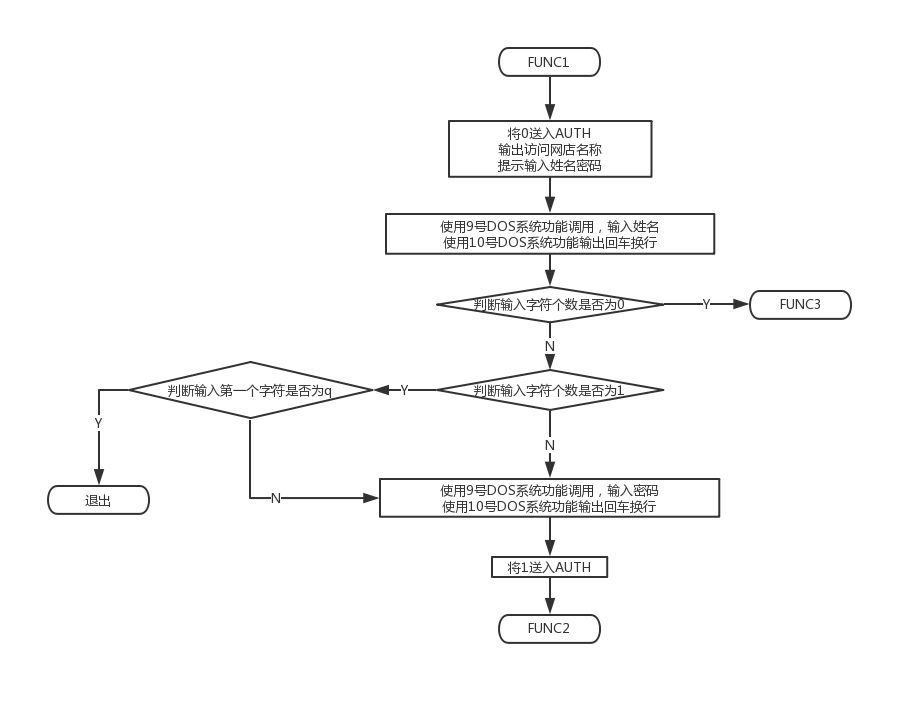 FUNC1
将0送入AUTH
输出访问网店名称
提示输入姓名密码
使用9号DOS系统功能调用，输入姓名
使用10号DOS系统功能输出回车换行
判断输入字符个数是否为0
Y
FUNC3
N
判断输入第一个字符是否为q
Y
判断输入字符个数是否为1
Y
N
退出
N
使用9号DOS系统功能调用，输入密码
使用10号DOS系统功能输出回车换行
将1送入AUTH
FUNC2